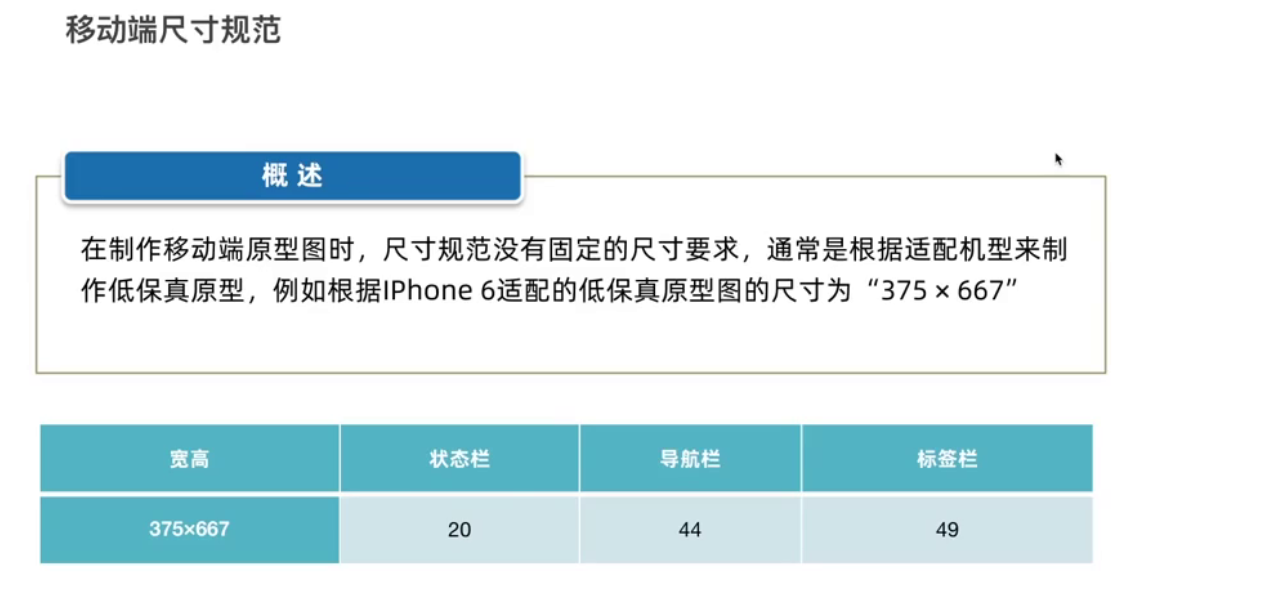 移动端尺寸规范
概 述
在制作移动端原型图时，尺寸规范没有固定的尺寸要求，通常是根据适配机型来制
作低保真原型，例如根据IPhone 6适配的低保真原型图的尺寸为“375 × 667”
宽高 状态栏 导航栏 标签栏
375×667 20 44 49